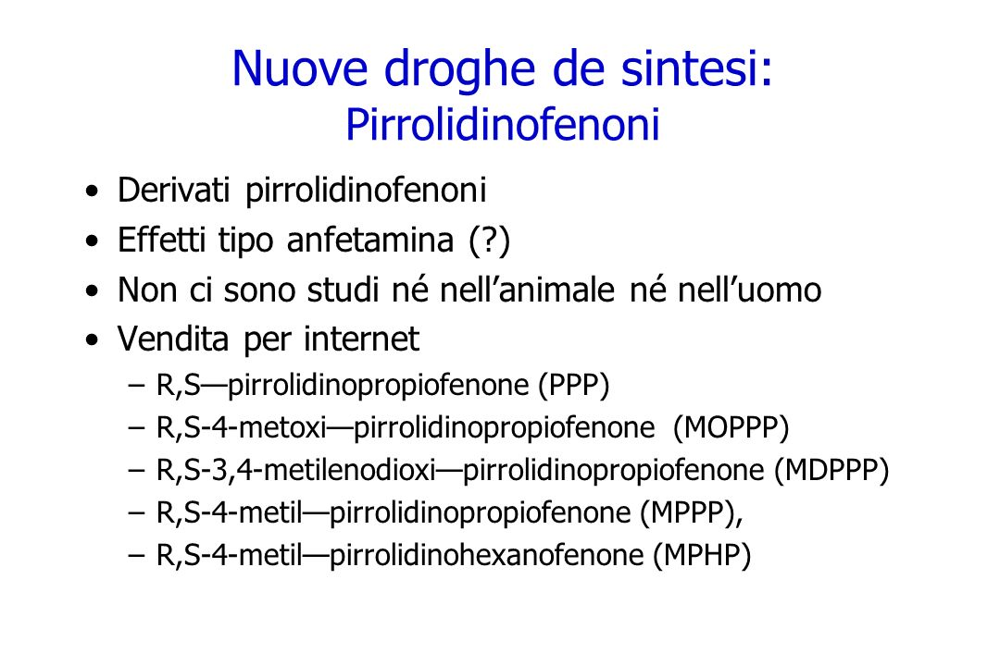 Nuove droghe de sintesi:
Pirrolidinofenoni
• Derivati pirrolidinofenoni
• Effetti tipo anfetamina (?)
• Non ci sono studi né nell’animale né nell’uomo
• Vendita per internet
– R,S—pirrolidinopropiofenone (PPP)
– R,S-4-metoxi—pirrolidinopropiofenone (MOPPP)
– R,S-3,4-metilenodioxi—pirrolidinopropiofenone (MDPPP)
– R,S-4-metil—pirrolidinopropiofenone (MPPP),
– R,S-4-metil—pirrolidinohexanofenone (MPHP)